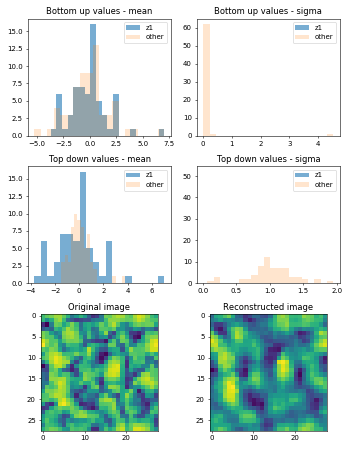 Bottom up values - mean
Bottom up values - sigma
17.5
15.0
12.5
10.0
7.5
5.0
2.5
0.0
z1
other
−5.0 −2.5 0.0 2.5 5.0 7.5
60
50
40
30
20
10
0
z1
other
0 1 2 3 4
Top down values - mean
Top down values - sigma
15.0
12.5
10.0
7.5
5.0
2.5
0.0
z1
other
−4 −2 0 2 4 6
50
40
30
20
10
0
z1
other
0.0 0.5 1.0 1.5 2.0
Original image
Reconstructed image
0
5
10
15
20
25
0 10 20
0
5
10
15
20
25
0 10 20